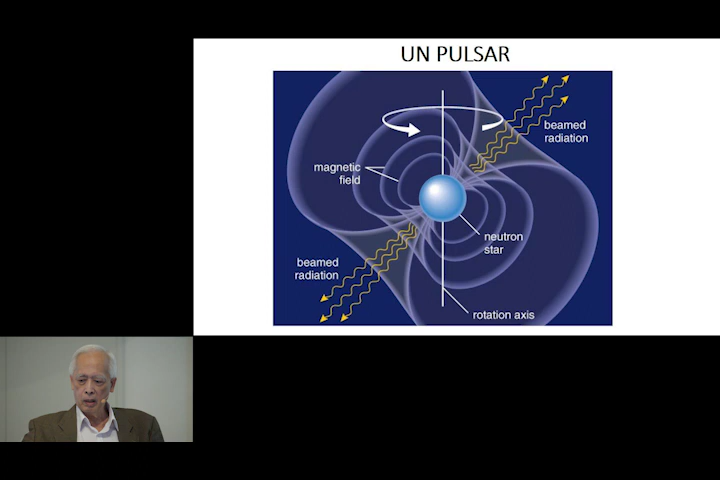 UN PULSAR
beamed
radiation
magnetic
field
neutron
star
beamed
radiation
rotation axis